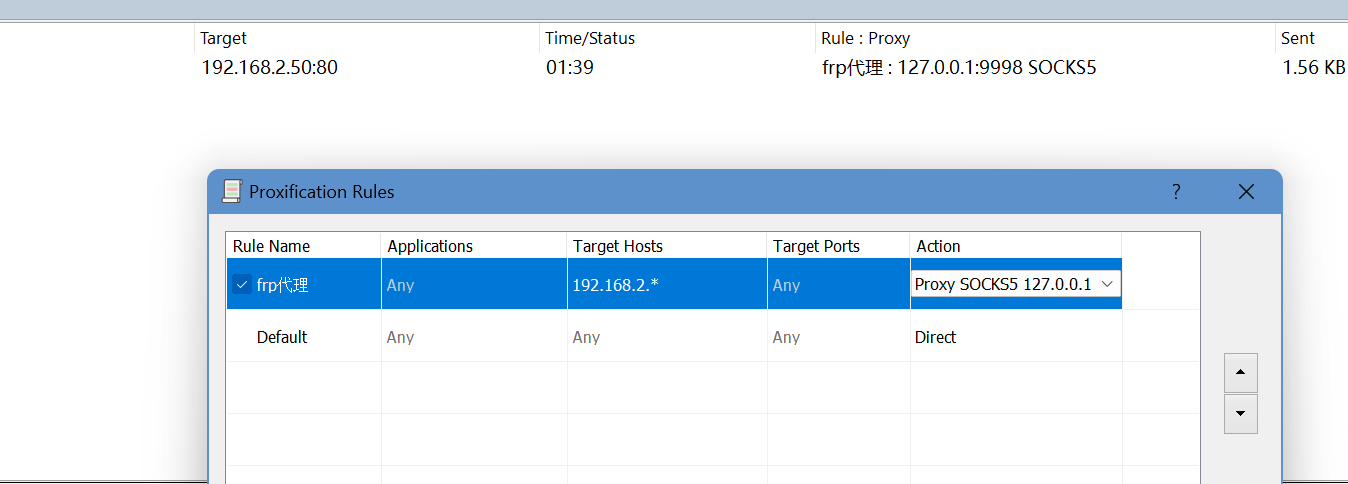 Target Time/Status Rule : Proxy Sent
192.168.2.50:80 01:39 frp代理 : 127.0.0.1:9998 SOCKS5 1.56 KB
Proxification Rules ?
Rule Name Applications Target Hosts Target Ports Action
frp代理 Any 192.168.2.* Any Proxy SOCKS5 127.0.0.1
Default Any Any Any Direct